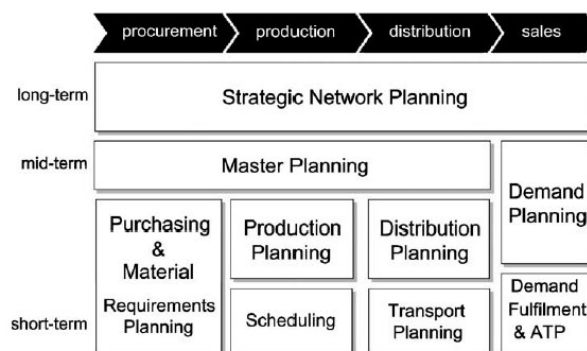 procurement production distribution sales
long-term
Strategic Network Planning
mid-term
Master Planning
Demand
Planning
Purchasing
&
Material
Requirements
Planning
Production
Planning
Distribution
Planning
short-term
Scheduling
Transport
Planning
Demand
Fulfilment
& ATP